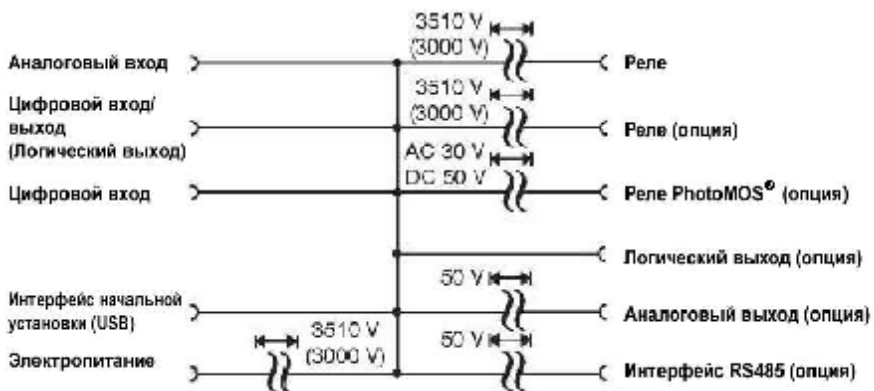 3510 V
(3000 V)
Аналоговый вход
Реле
3510 V
(3000 V)
Цифровой вход/
выход
(Логический выход)
Реле (опция)
AC 30 V
DC 50 V
Цифровой вход
Реле PhotoMOS® (опция)
Логический выход (опция)
50 V
Интерфейс начальной
установки (USB)
Аналоговый выход (опция)
3510 V
(3000 V)
50 V
Электропитание
Интерфейс RS485 (опция)